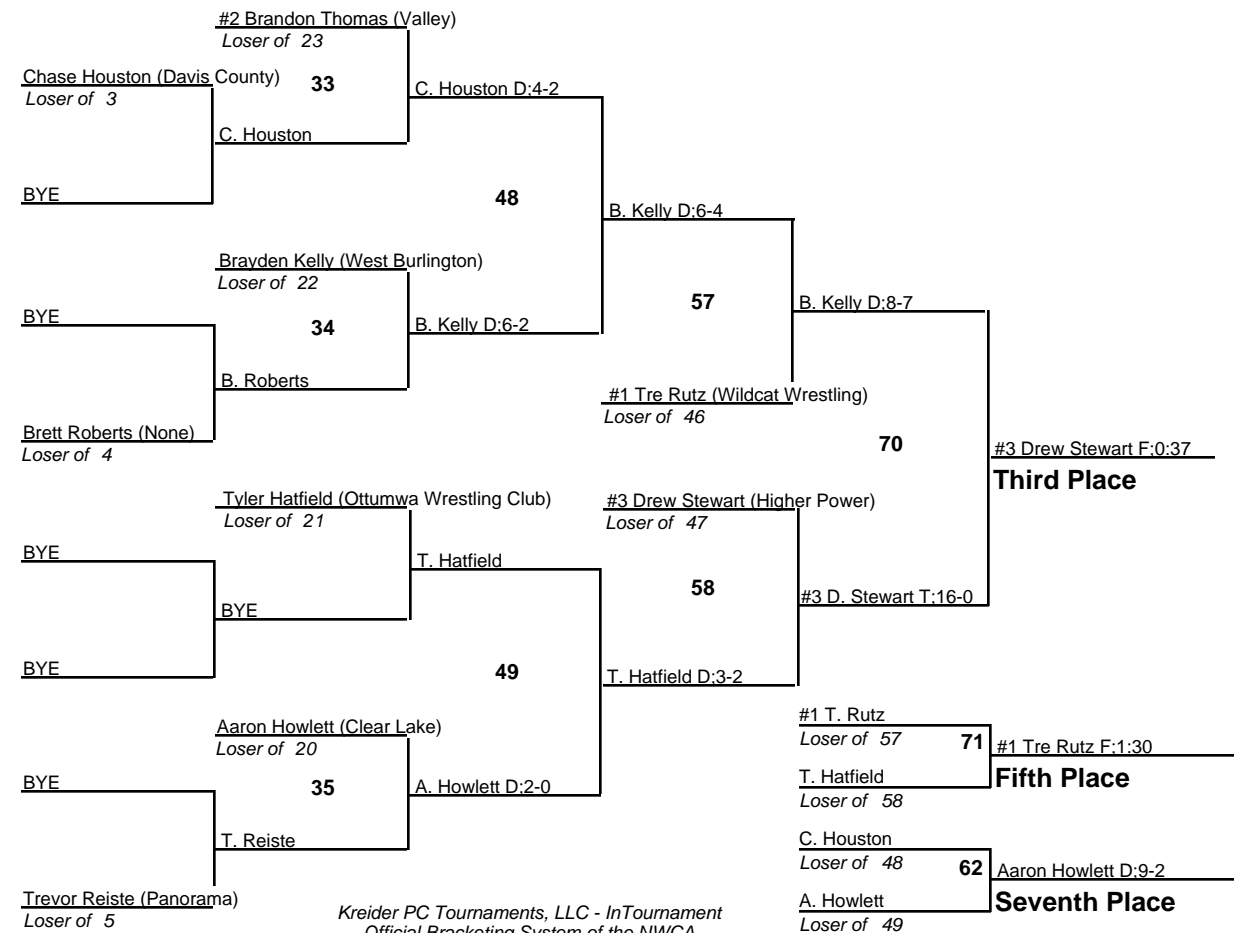 #2 Brandon Thomas (Valley)
Loser of 23
Chase Houston (Davis County)
Loser of 3
33
C. Houston D;4-2
C. Houston
BYE
48
B. Kelly D;6-4
Brayden Kelly (West Burlington)
Loser of 22
BYE
34
B. Kelly D;6-2
57
B. Kelly D;8-7
B. Roberts
#1 Tre Rutz (Wildcat Wrestling)
Loser of 46
Brett Roberts (None)
Loser of 4
70
#3 Drew Stewart F;0:37
Third Place
Tyler Hatfield (Ottumwa Wrestling Club)
Loser of 21
#3 Drew Stewart (Higher Power)
Loser of 47
BYE
T. Hatfield
58
#3 D. Stewart T;16-0
BYE
BYE
49
T. Hatfield D;3-2
Aaron Howlett (Clear Lake)
Loser of 20
#1 T. Rutz
Loser of 57
71
#1 Tre Rutz F;1:30
Fifth Place
BYE
35
A. Howlett D;2-0
T. Hatfield
Loser of 58
T. Reiste
C. Houston
Loser of 48
62
Aaron Howlett D;9-2
Seventh Place
Trevor Reiste (Panorama)
Loser of 5
A. Howlett
Loser of 49
Kreider PC Tournaments, LLC - InTournament
Official Bracketing System of the NWCA